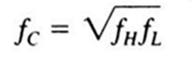 f_C = √(f_H f_L)